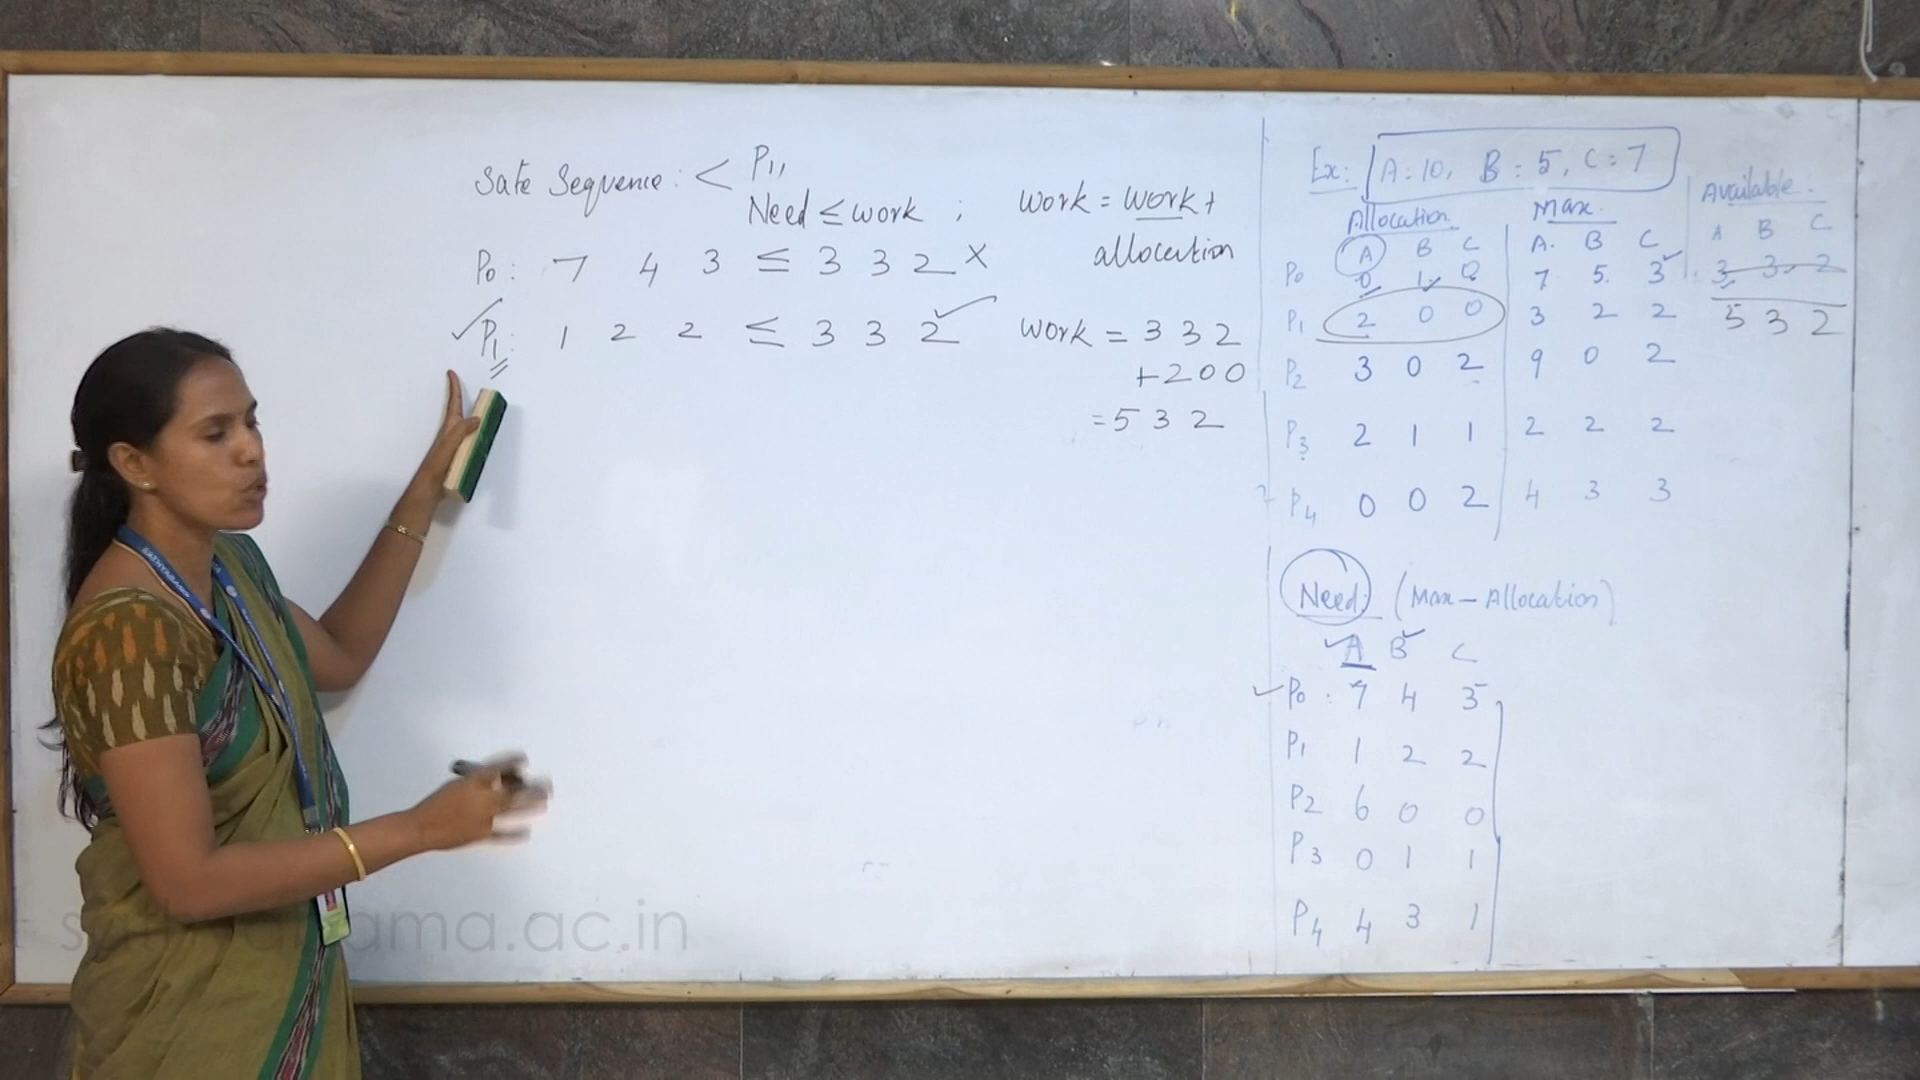 Safe Sequence : < P1,
Need ≤ work ; work = work +
allocation
P0 : 7 4 3 ≤ 3 3 2 ×
✓ P1 : 1 2 2 ≤ 3 3 2 ✓ work = 3 3 2
+ 2 0 0
= 5 3 2
Ex: A:10, B:5, C:7
Allocation Max. Available.
A B C A. B C A B C
P0 0 1 0 7 5. 3 3 3 2
P1 2 0 0 3 2 2 5 3 2
P2 3 0 2 9 0 2
P3 2 1 1 2 2 2
P4 0 0 2 4 3 3
Need: (Max - Allocation)
A B C
✓ P0 : 7 4 3
P1 1 2 2
P2 6 0 0
P3 0 1 1
P4 4 3 1